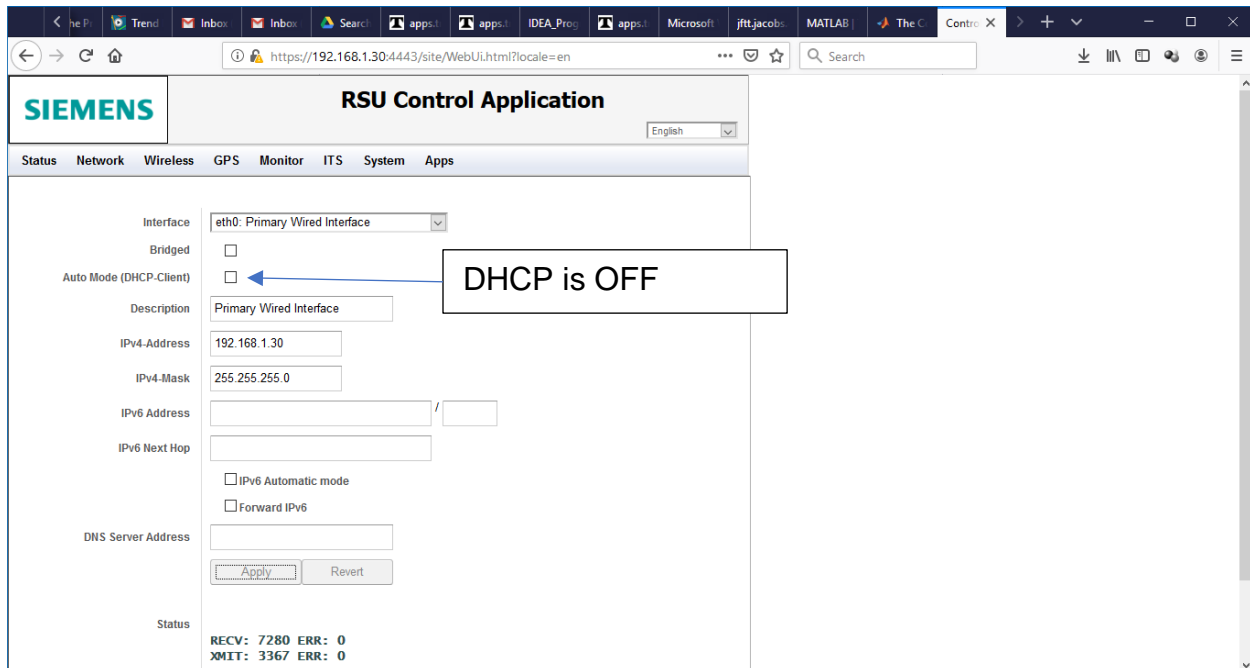 he P Trend Inbox Inbox Search apps.t apps.t IDEA_Prog apps.t Microsoft jftt.jacobs. MATLAB | The C Contro
https://192.168.1.30:4443/site/WebUi.html?locale=en Search
SIEMENS
RSU Control Application
English
Status Network Wireless GPS Monitor ITS System Apps
Interface eth0: Primary Wired Interface
Bridged
Auto Mode (DHCP-Client)
DHCP is OFF
Description Primary Wired Interface
IPv4-Address 192.168.1.30
IPv4-Mask 255.255.255.0
IPv6 Address /
IPv6 Next Hop
IPv6 Automatic mode
Forward IPv6
DNS Server Address
Apply Revert
Status
RECV: 7280 ERR: 0
XMIT: 3367 ERR: 0